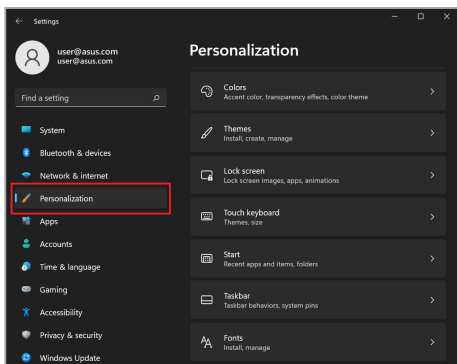 Settings
user@asus.com
user@asus.com
Find a setting
System
Bluetooth & devices
Network & internet
Personalization
Apps
Accounts
Time & language
Gaming
Accessibility
Privacy & security
Windows Update
Personalization
Colors
Accent color, transparency effects, color theme
Themes
Install, create, manage
Lock screen
Lock screen images, apps, animations
Touch keyboard
Themes, size
Start
Recent apps and items, folders
Taskbar
Taskbar behaviors, system pins
Fonts
Install, manage